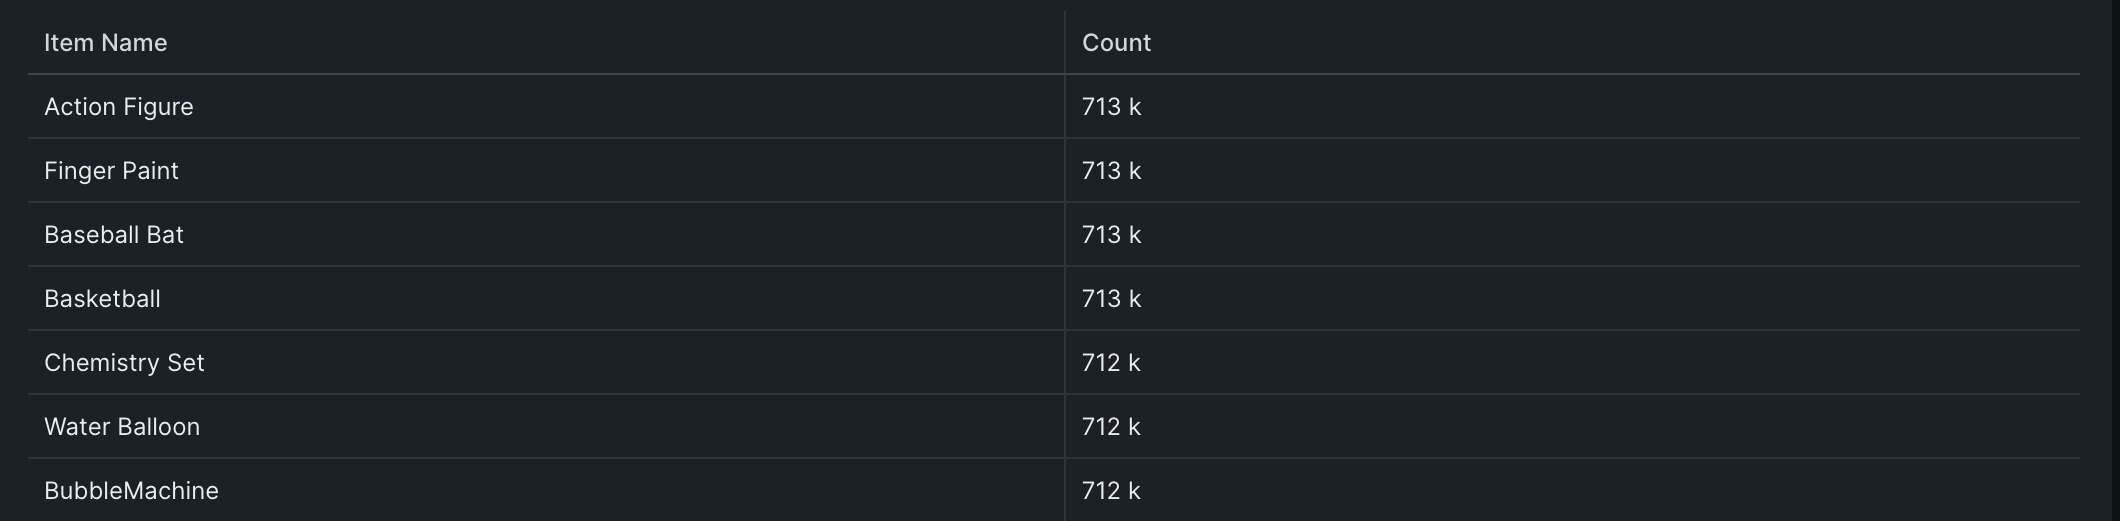 Item Name Count
Action Figure 713 k
Finger Paint 713 k
Baseball Bat 713 k
Basketball 713 k
Chemistry Set 712 k
Water Balloon 712 k
BubbleMachine 712 k